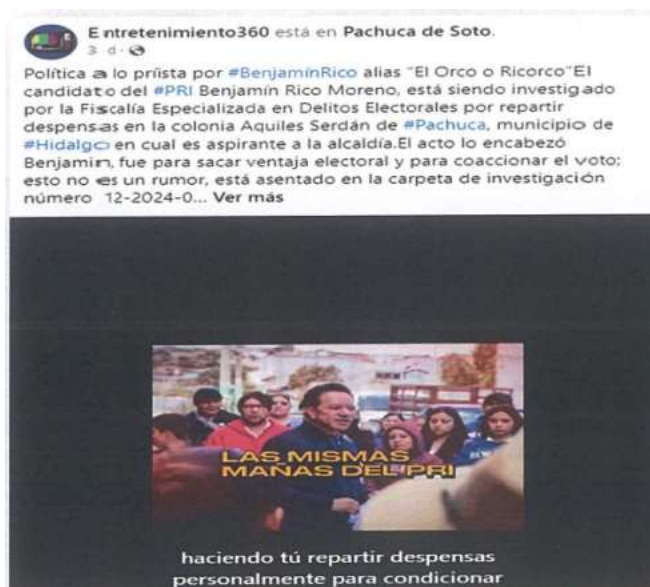 Entretenimiento360 está en Pachuca de Soto.
3 d ·
Política a lo priísta por #BenjamínRico alias "El Orco o Ricorco"El
candidato del #PRI Benjamín Rico Moreno, está siendo investigado
por la Fiscalía Especializada en Delitos Electorales por repartir
despensas en la colonia Aquiles Serdán de #Pachuca, municipio de
#Hidalgo en cual es aspirante a la alcaldía.El acto lo encabezó
Benjamin, fue para sacar ventaja electoral y para coaccionar el voto;
esto no es un rumor, está asentado en la carpeta de investigación
número 12-2024-0... Ver más
LAS MISMAS
MAÑAS DEL PRI
haciendo tú repartir despensas
personalmente para condicionar